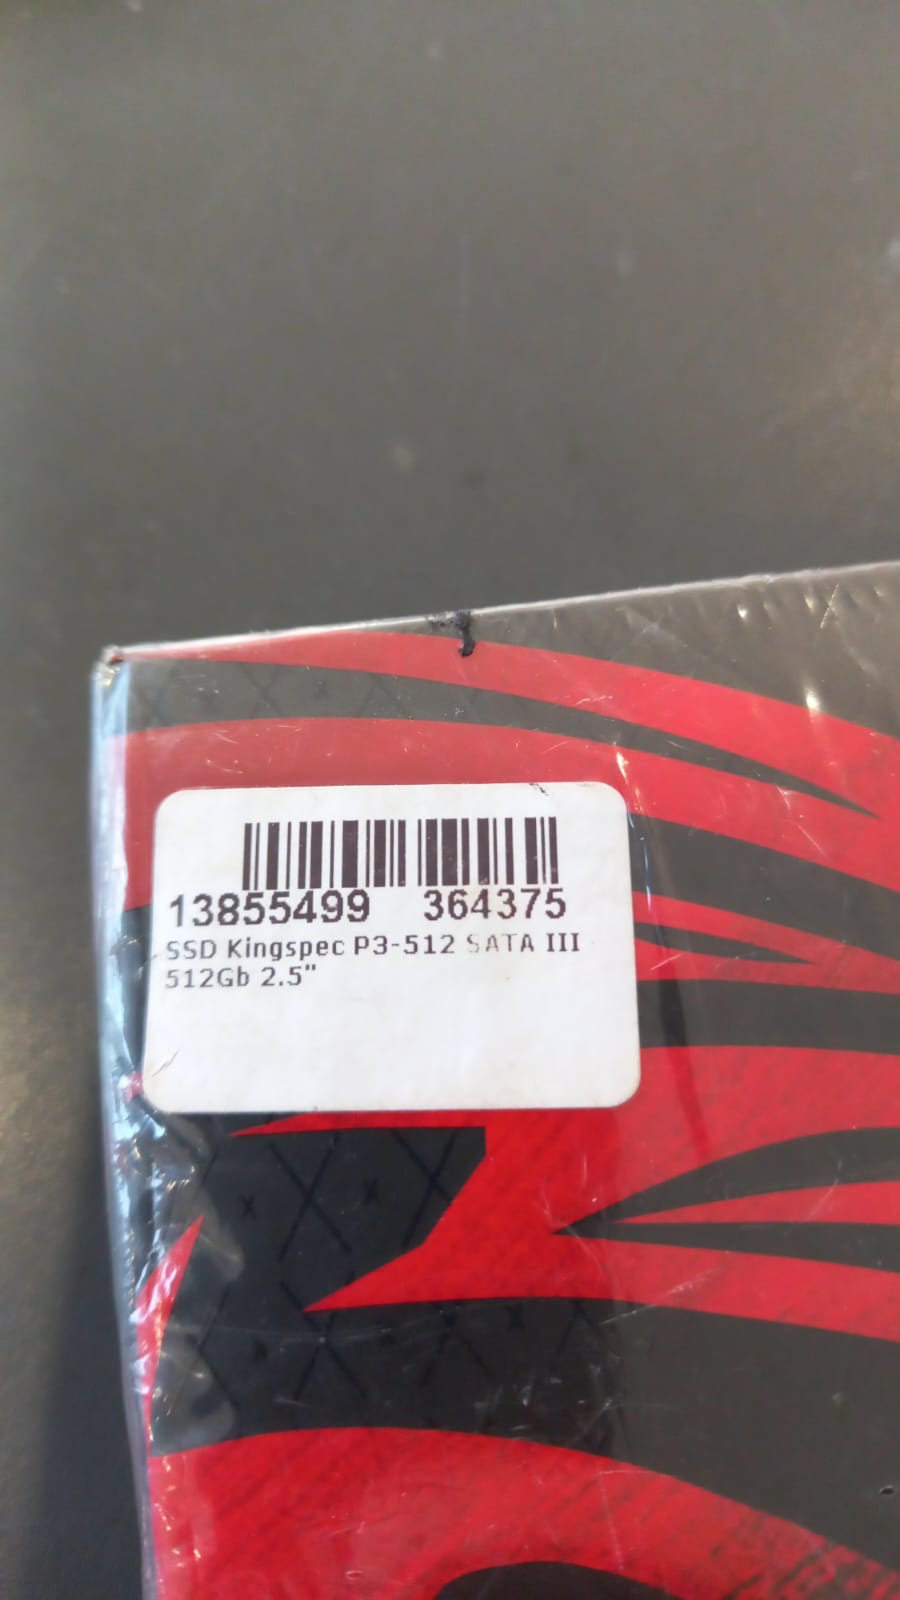 13855499 364375
SSD Kingspec P3-512 SATA III
512Gb 2.5"